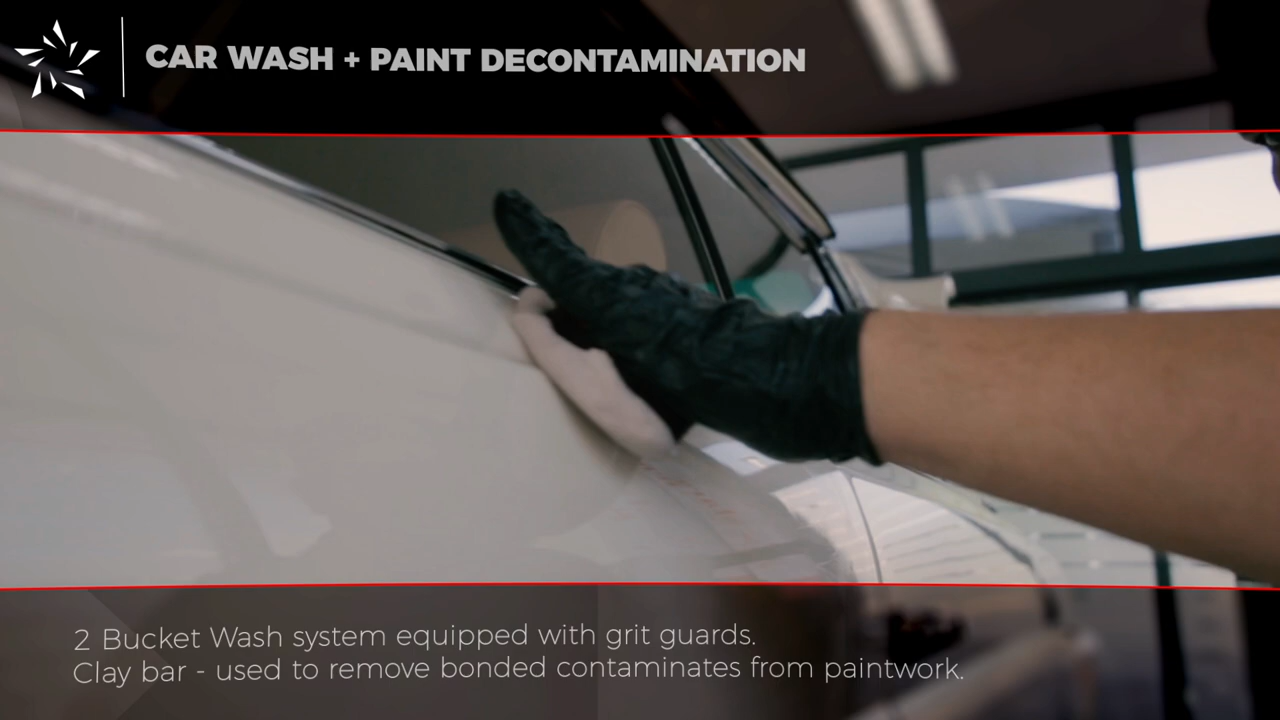 CAR WASH + PAINT DECONTAMINATION
2 Bucket Wash system equipped with grit guards.
Clay bar - used to remove bonded contaminates from paintwork.